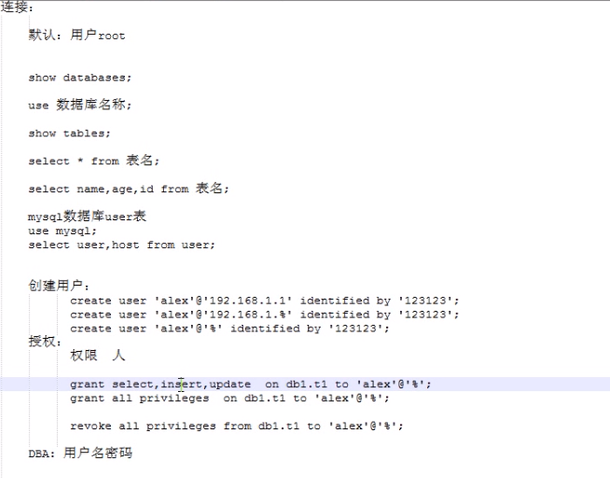 连接：
默认：用户root
show databases;
use 数据库名称;
show tables;
select * from 表名;
select name,age,id from 表名;
mysql数据库user表
use mysql;
select user,host from user;
创建用户：
create user 'alex'@'192.168.1.1' identified by '123123';
create user 'alex'@'192.168.1.%' identified by '123123';
create user 'alex'@'%' identified by '123123';
授权：
权限 人
grant select,insert,update on db1.t1 to 'alex'@'%';
grant all privileges on db1.t1 to 'alex'@'%';
revoke all privileges from db1.t1 to 'alex'@'%';
DBA: 用户名密码